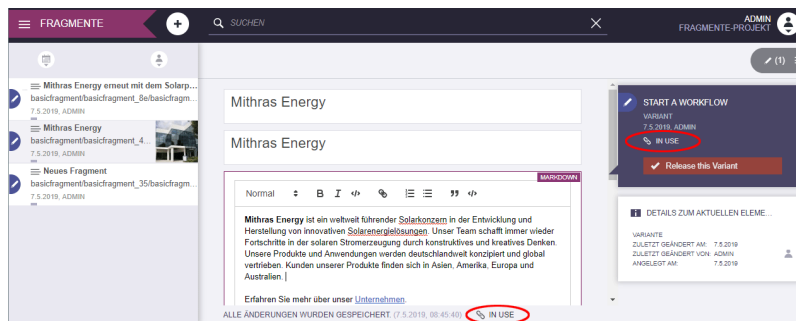 FRAGMENTE
SUCHEN
ADMIN
FRAGMENTE-PROJEKT
(1)
Mithras Energy erneut mit dem Solarp...
basicfragment/basicfragment_8e/basicfragm...
7.5.2019, ADMIN
Mithras Energy
basicfragment/basicfragment_4...
7.5.2019, ADMIN
Neues Fragment
basicfragment/basicfragment_35/basicfragm...
7.5.2019, ADMIN
Mithras Energy
Mithras Energy
MARKDOWN
Normal B I
Mithras Energy ist ein weltweit führender Solarkonzern in der Entwicklung und
Herstellung von innovativen Solarenergielösungen. Unser Team schafft immer wieder
Fortschritte in der solaren Stromerzeugung durch konstruktives und kreatives Denken.
Unsere Produkte und Anwendungen werden deutschlandweit konzipiert und global
vertrieben. Kunden unserer Produkte finden sich in Asien, Amerika, Europa und
Australien.
Erfahren Sie mehr über unser Unternehmen.
ALLE ÄNDERUNGEN WURDEN GESPEICHERT. (7.5.2019, 08:45:40) IN USE
START A WORKFLOW
VARIANT
7.5.2019, ADMIN
IN USE
Release this Variant
DETAILS ZUM AKTUELLEN ELEME...
VARIANTE
ZULETZT GEÄNDERT AM: 7.5.2019
ZULETZT GEÄNDERT VON: ADMIN
ANGELEGT AM: 7.5.2019